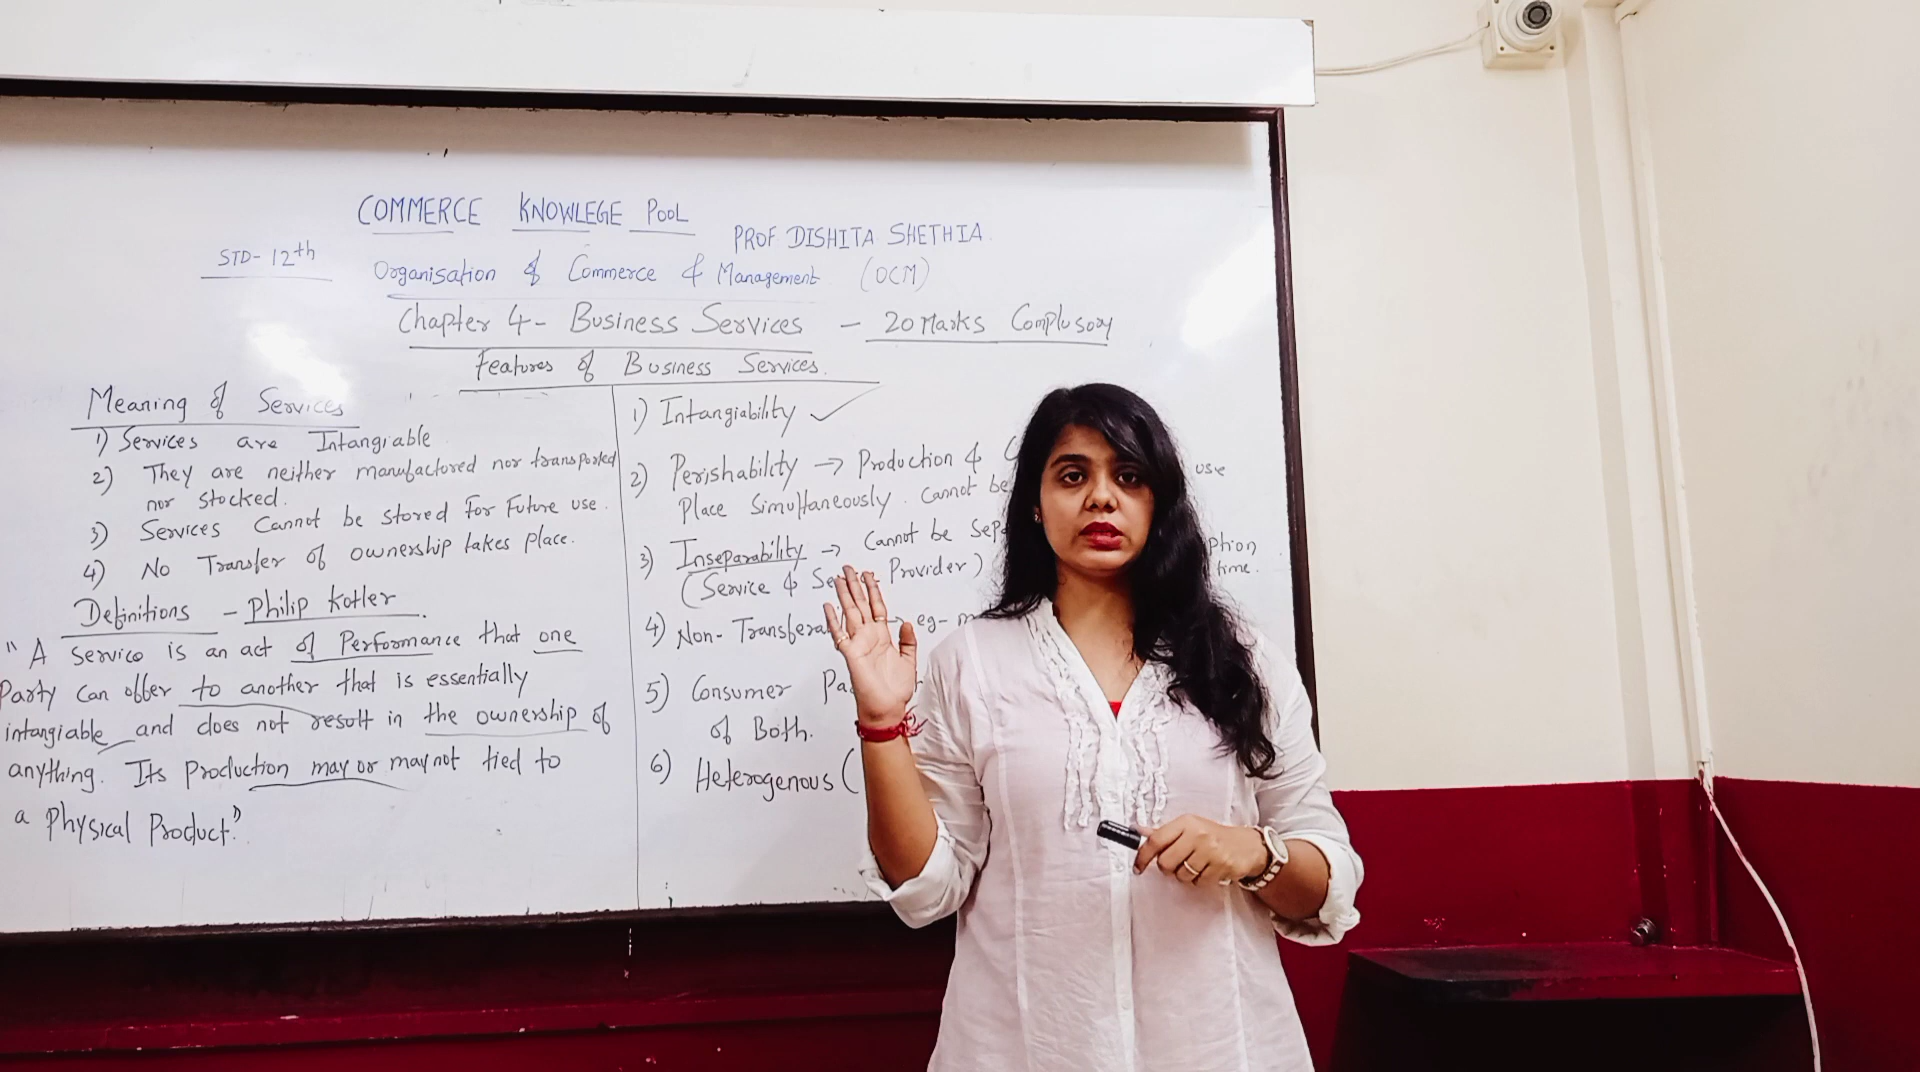 COMMERCE KNOWLEGE POOL
PROF DISHITA SHETHIA
STD- 12th
Organisation of Commerce & Management (OCM)
Chapter 4- Business Services - 20 Marks Complusory
Features of Business Services.
Meaning of Services
1) Services are Intangiable
2) They are neither manufactored nor transported
nor stocked.
3) Services Cannot be stored For Future use.
4) No Transfer of ownership takes place.
Definitions - Philip Kotler
"A Service is an act of Performance that one
Party can offer to another that is essentially
intangiable and does not result in the ownership of
anything. Its Production may or may not tied to
a Physical Product."
1) Intangiability ✓
2) Perishability → Production &
Place Simultaneously. Cannot be use
3) Inseparability → Cannot be
(Service & Provider) time.
4) Non- eg-
5) Consumer
of Both.
6) Heterogenous (